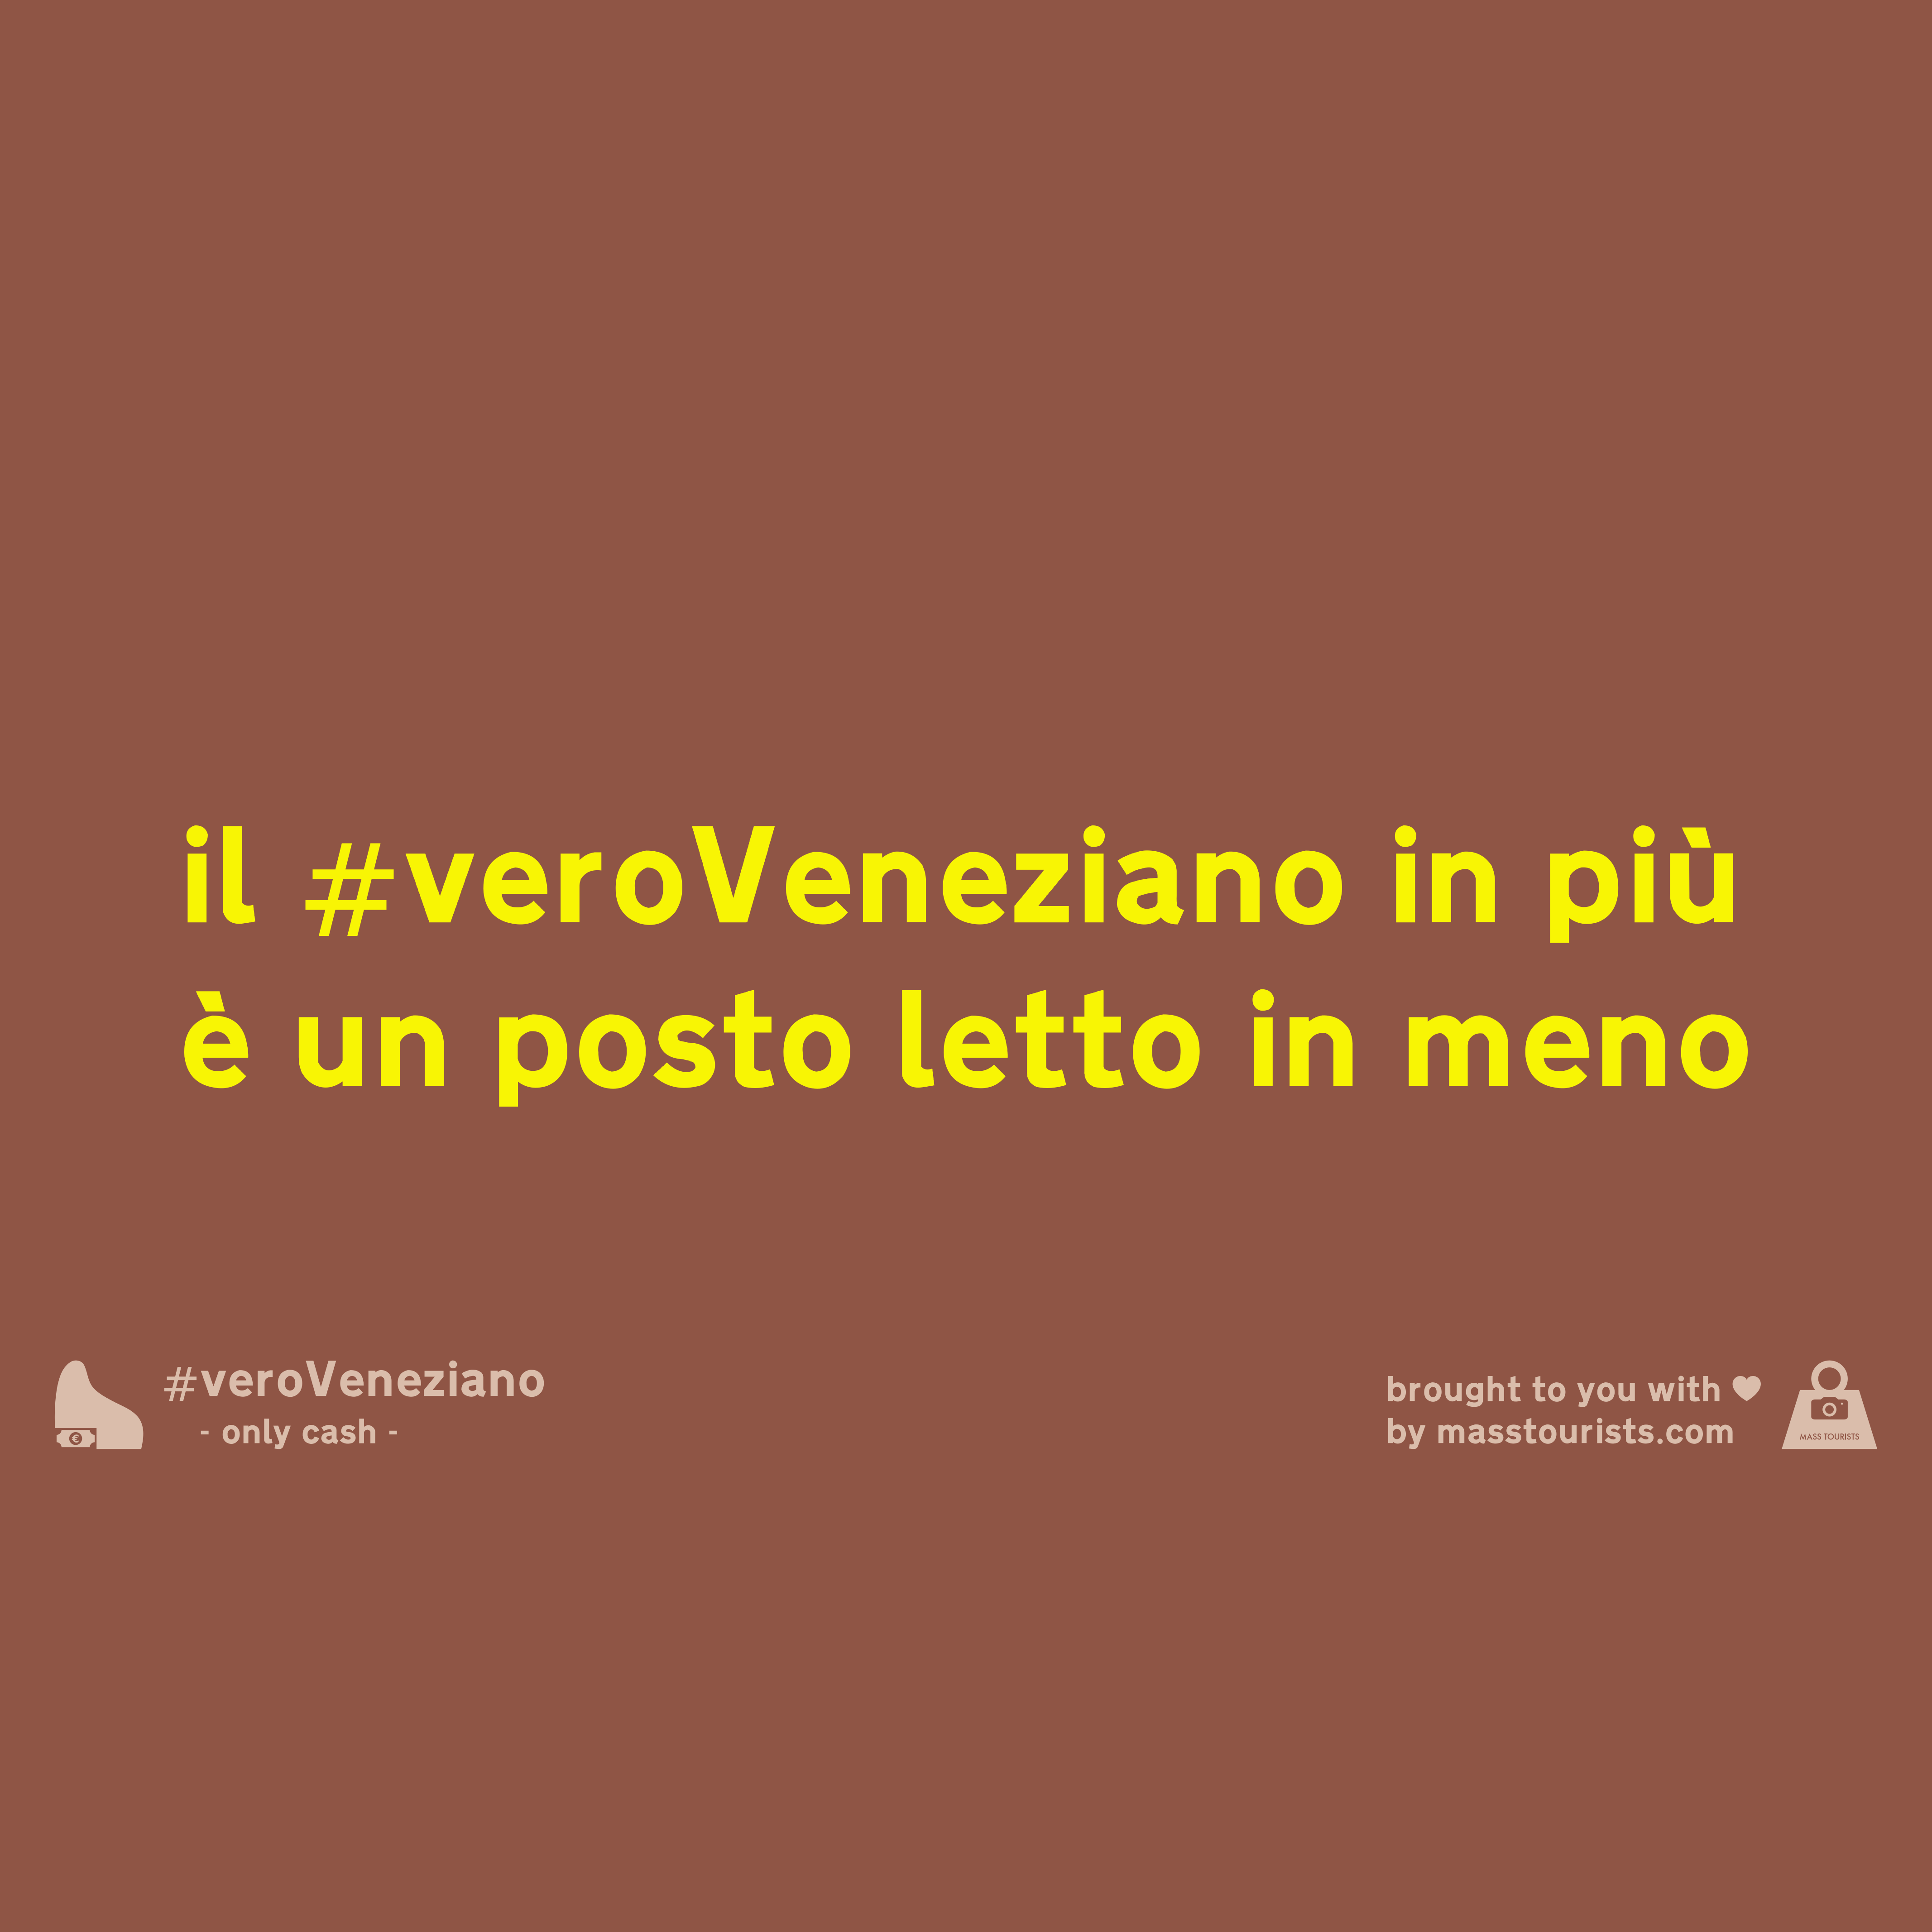 il #veroVeneziano in più
è un posto letto in meno
#veroVeneziano
- only cash -
€
brought to you with ♥
by masstourists.com
MASS TOURISTS